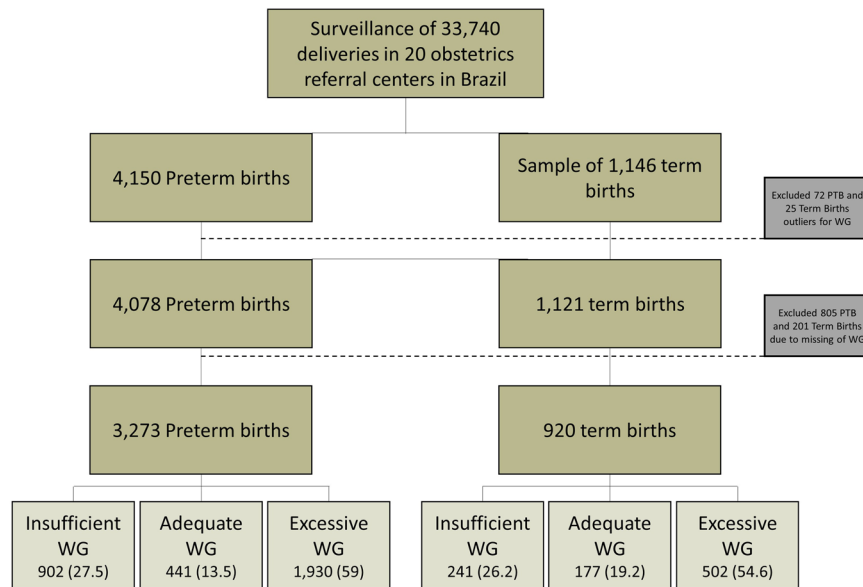 Surveillance of 33,740
deliveries in 20 obstetrics
referral centers in Brazil
4,150 Preterm births
Sample of 1,146 term
births
Excluded 72 PTB and
25 Term Births
outliers for WG
4,078 Preterm births
1,121 term births
Excluded 805 PTB
and 201 Term Births
due to missing of WG
3,273 Preterm births
920 term births
Insufficient
WG
902 (27.5)
Adequate
WG
441 (13.5)
Excessive
WG
1,930 (59)
Insufficient
WG
241 (26.2)
Adequate
WG
177 (19.2)
Excessive
WG
502 (54.6)